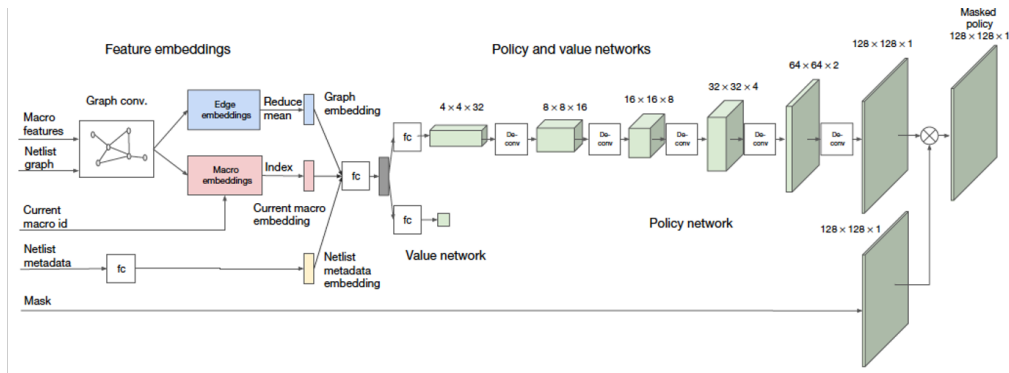 Feature embeddings
Policy and value networks
Masked
policy
128 × 128 × 1
128 × 128 × 1
64 × 64 × 2
32 × 32 × 4
16 × 16 × 8
8 × 8 × 16
4 × 4 × 32
Graph conv.
Macro
features
Netlist
graph
Edge
embeddings
Reduce
mean
Graph
embedding
Macro
embeddings
Index
Current macro
embedding
fc
fc
De-
conv
De-
conv
De-
conv
De-
conv
De-
conv
fc
Value network
Policy network
Current
macro id
Netlist
metadata
fc
Netlist
metadata
embedding
Mask
128 × 128 × 1